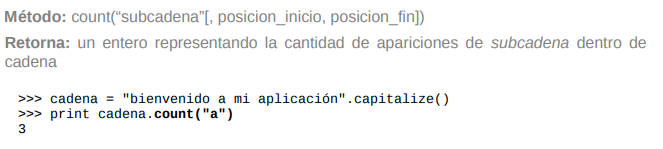 Método: count(“subcadena”[, posicion_inicio, posicion_fin])
Retorna: un entero representando la cantidad de apariciones de subcadena dentro de
cadena
>>> cadena = "bienvenido a mi aplicación".capitalize()
>>> print cadena.count("a")
3